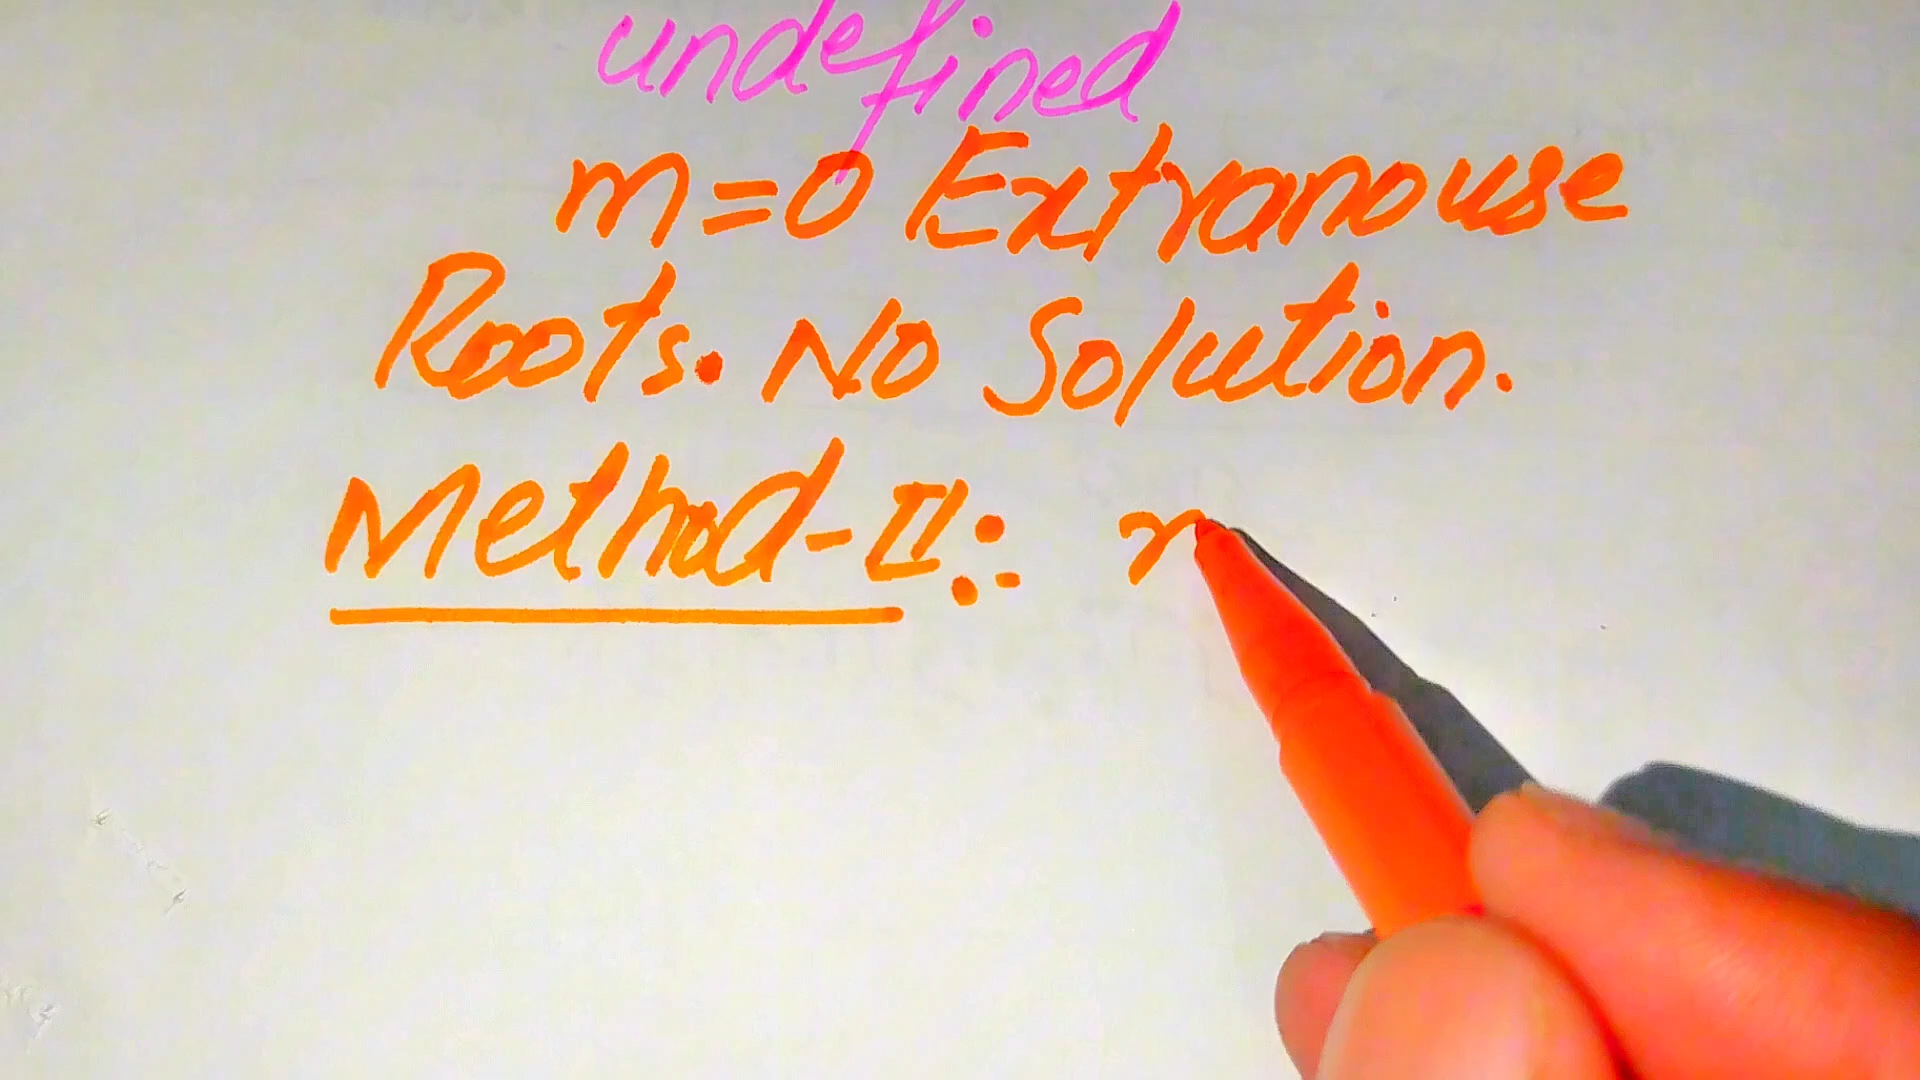 undefined
m=0 Extranouse
Roots. No Solution.
Method-II:-